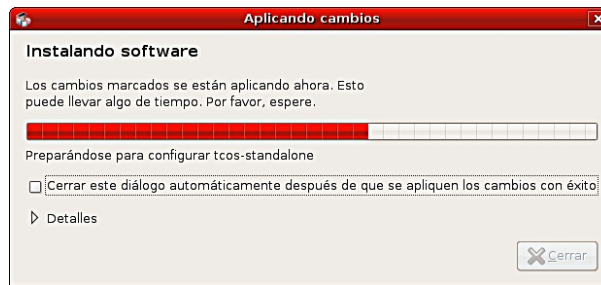 Aplicando cambios
Instalando software
Los cambios marcados se están aplicando ahora. Esto
puede llevar algo de tiempo. Por favor, espere.
Preparándose para configurar tcos-standalone
Cerrar este diálogo automáticamente después de que se apliquen los cambios con éxito
Detalles
Cerrar